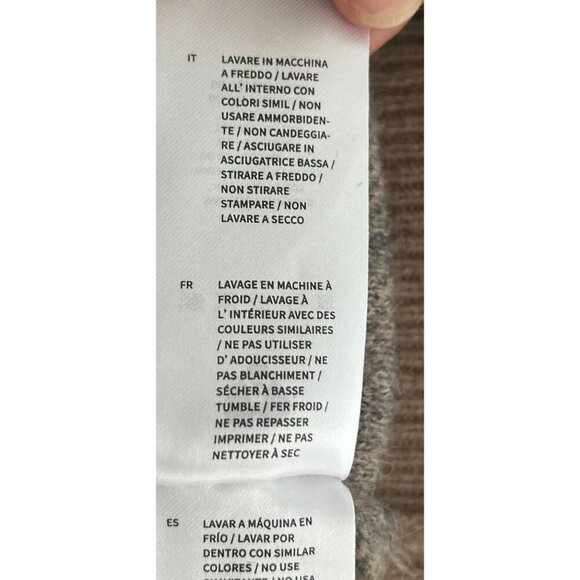 IT
LAVARE IN MACCHINA
A FREDDO / LAVARE
ALL' INTERNO CON
COLORI SIMIL / NON
USARE AMMORBIDEN-
TE / NON CANDEGGIA-
RE / ASCIUGARE IN
ASCIUGATRICE BASSA /
STIRARE A FREDDO /
NON STIRARE
STAMPARE / NON
LAVARE A SECCO
FR
LAVAGE EN MACHINE À
FROID / LAVAGE À
L' INTÉRIEUR AVEC DES
COULEURS SIMILAIRES
/ NE PAS UTILISER
D' ADOUCISSEUR / NE
PAS BLANCHIMENT /
SÉCHER À BASSE
TUMBLE / FER FROID /
NE PAS REPASSER
IMPRIMER / NE PAS
NETTOYER À SEC
ES
LAVAR A MÁQUINA EN
FRÍO / LAVAR POR
DENTRO CON SIMILAR
COLORES / NO USE
/ NO USA